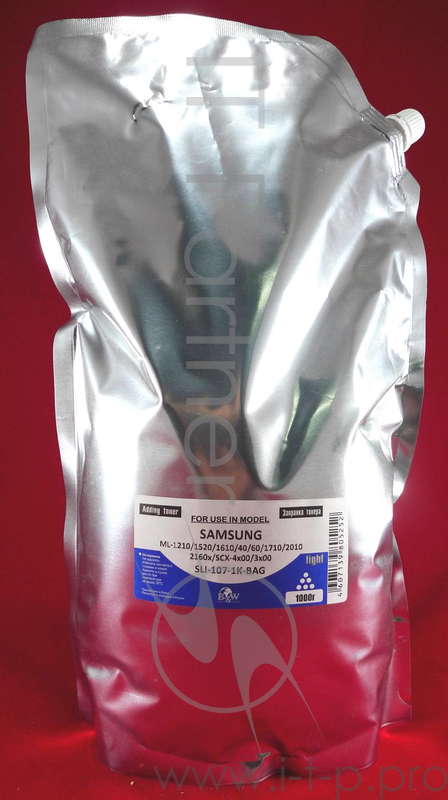 IT Partner
Adding toner
Заправка тонера
FOR USE IN MODEL
SAMSUNG
ML-1210/1520/1610/40/60/1710/2010
2160x/SCX-4x00/3x00
SLI-107-1K-BAG
light
B&W
1000г
4607139805252
www.i-t-p.pro